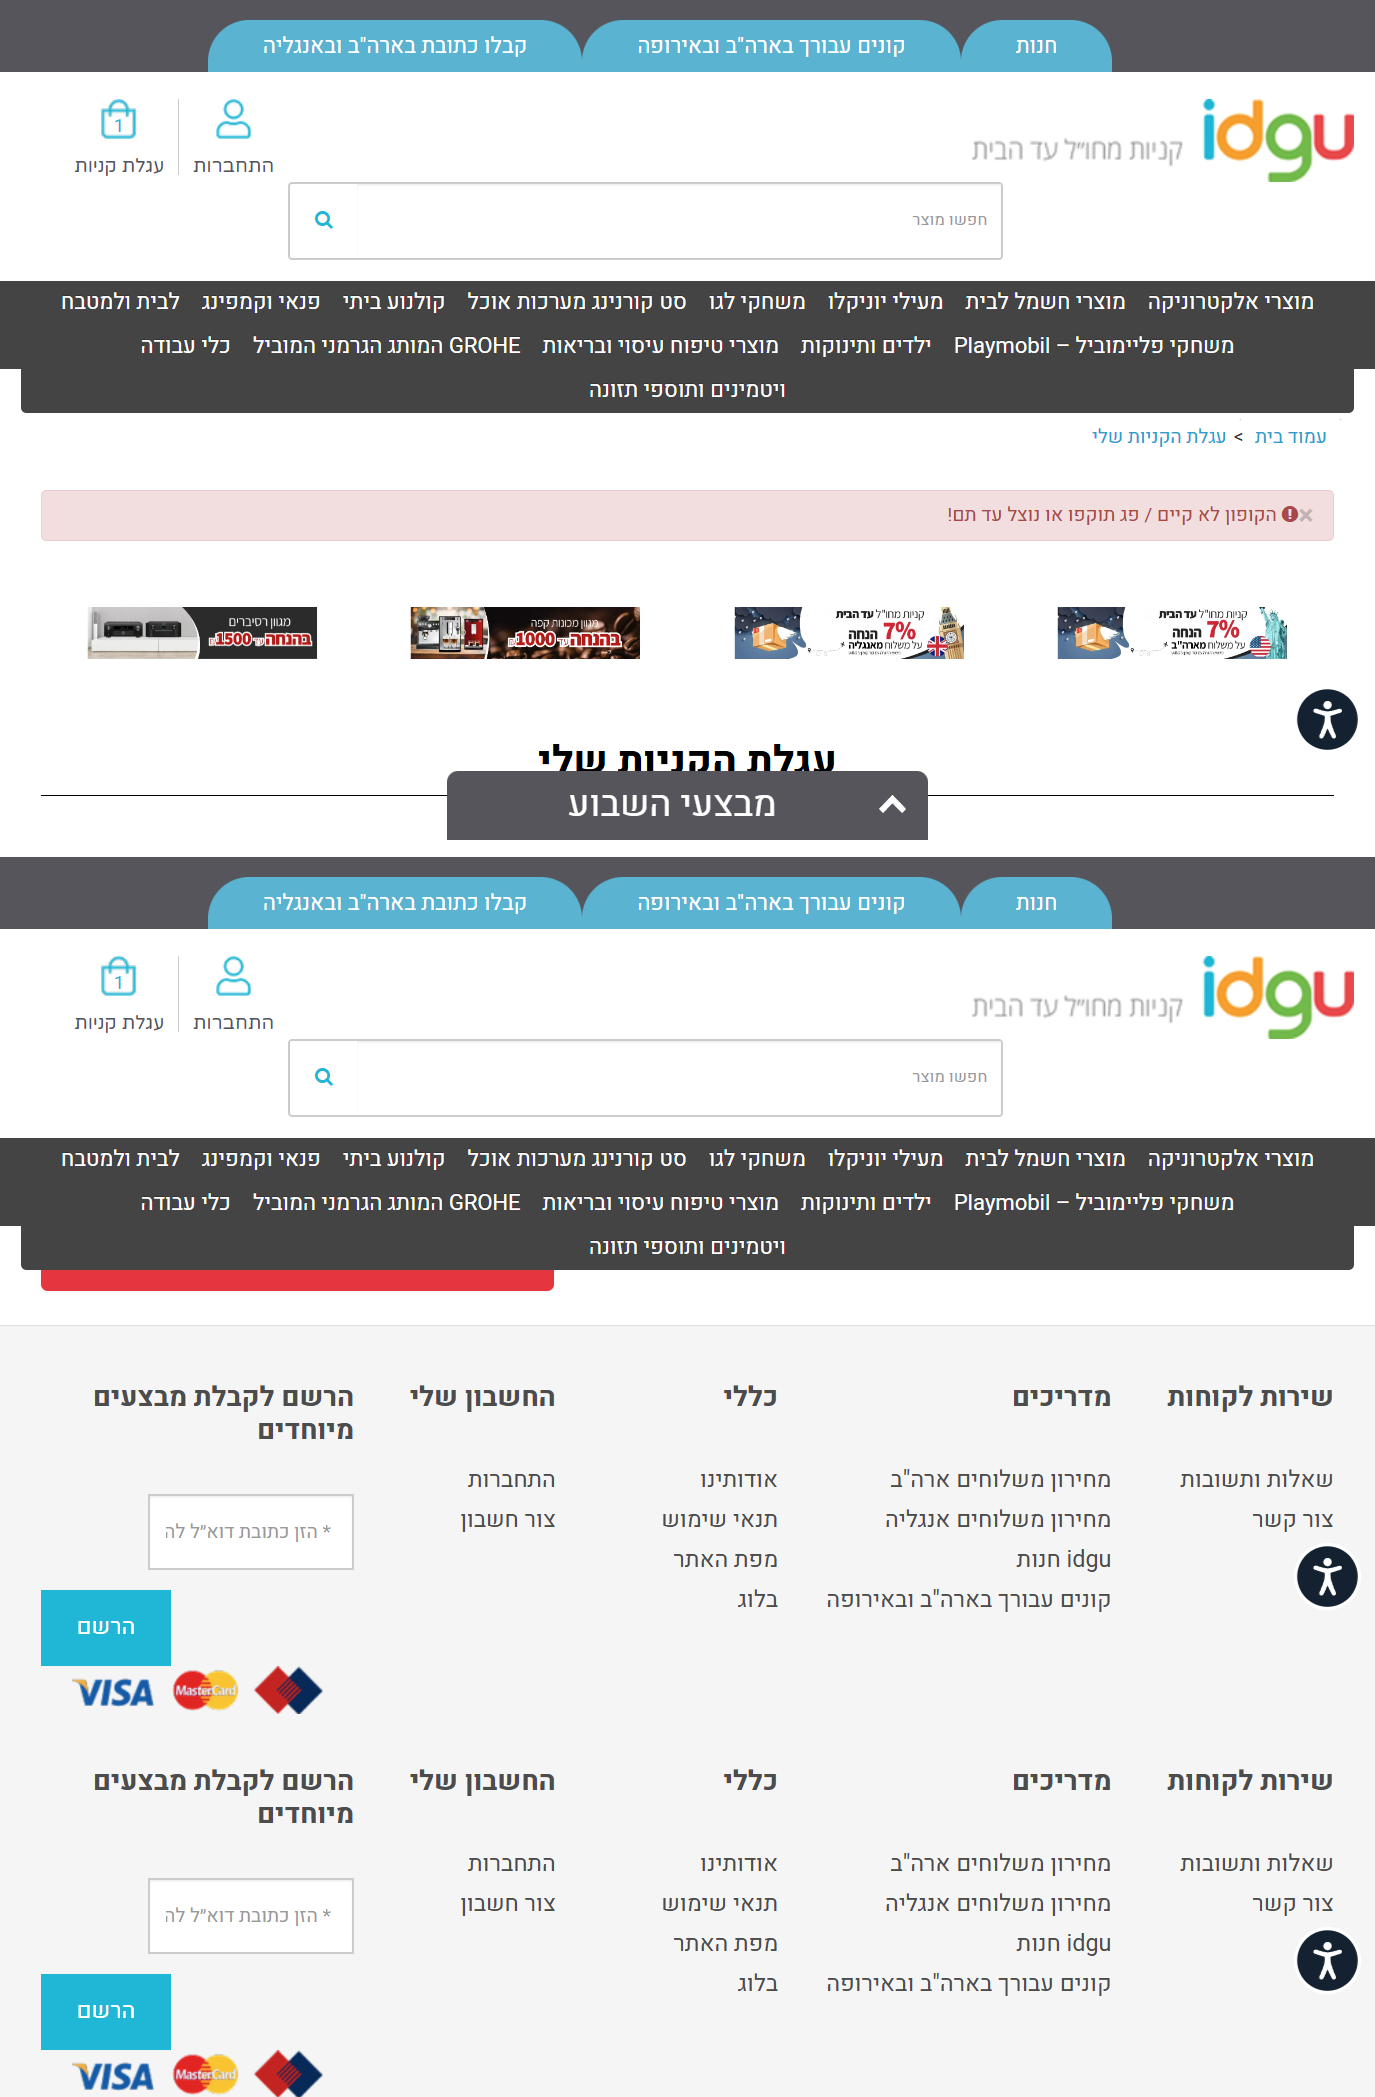 חנות קונים עבורך בארה"ב ובאירופה קבלו כתובת בארה"ב ובאנגליה
idgu קניות מחו״ל עד הבית
1
התחברות עגלת קניות
חפשו מוצר
מוצרי אלקטרוניקה מוצרי חשמל לבית מעילי יוניקלו משחקי לגו סט קורנינג מערכות אוכל קולנוע ביתי פנאי וקמפינג לבית ולמטבח
משחקי פליימוביל – Playmobil ילדים ותינוקות מוצרי טיפוח עיסוי ובריאות GROHE המותג הגרמני המוביל כלי עבודה
ויטמינים ותוספי תזונה
עמוד בית > עגלת הקניות שלי
× הקופון לא קיים / פג תוקפו או נוצל עד תם!
קניות מחו"ל עד הבית
7% הנחה
על משלוח מארה"ב
קניות מחו"ל עד הבית
7% הנחה
על משלוח מאנגליה
מגוון מכונות קפה
בהנחה עד 1000₪
מגוון רסיברים
בהנחה עד 1500₪
עגלת הקניות שלי
מבצעי השבוע
חנות קונים עבורך בארה"ב ובאירופה קבלו כתובת בארה"ב ובאנגליה
idgu קניות מחו״ל עד הבית
1
התחברות עגלת קניות
חפשו מוצר
מוצרי אלקטרוניקה מוצרי חשמל לבית מעילי יוניקלו משחקי לגו סט קורנינג מערכות אוכל קולנוע ביתי פנאי וקמפינג לבית ולמטבח
משחקי פליימוביל – Playmobil ילדים ותינוקות מוצרי טיפוח עיסוי ובריאות GROHE המותג הגרמני המוביל כלי עבודה
ויטמינים ותוספי תזונה
שירות לקוחות
שאלות ותשובות
צור קשר
מדריכים
מחירון משלוחים ארה"ב
מחירון משלוחים אנגליה
idgu חנות
קונים עבורך בארה"ב ובאירופה
כללי
אודותינו
תנאי שימוש
מפת האתר
בלוג
החשבון שלי
התחברות
צור חשבון
הרשם לקבלת מבצעים
מיוחדים
* הזן כתובת דוא״ל לה
הרשם
MasterCard VISA
שירות לקוחות
שאלות ותשובות
צור קשר
מדריכים
מחירון משלוחים ארה"ב
מחירון משלוחים אנגליה
idgu חנות
קונים עבורך בארה"ב ובאירופה
כללי
אודותינו
תנאי שימוש
מפת האתר
בלוג
החשבון שלי
התחברות
צור חשבון
הרשם לקבלת מבצעים
מיוחדים
* הזן כתובת דוא״ל לה
הרשם
MasterCard VISA